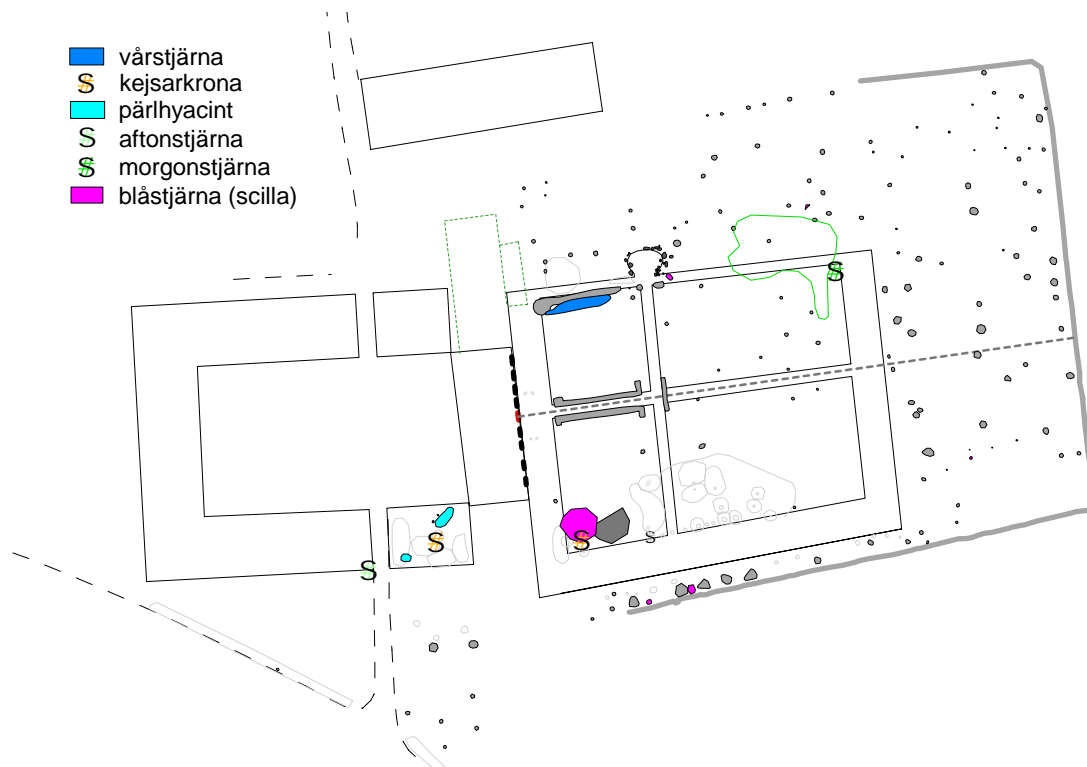 vårstjärna
S kejsarkrona
pärlhyacint
S aftonstjärna
S morgonstjärna
blåstjärna (scilla)
S
S
S
S
S